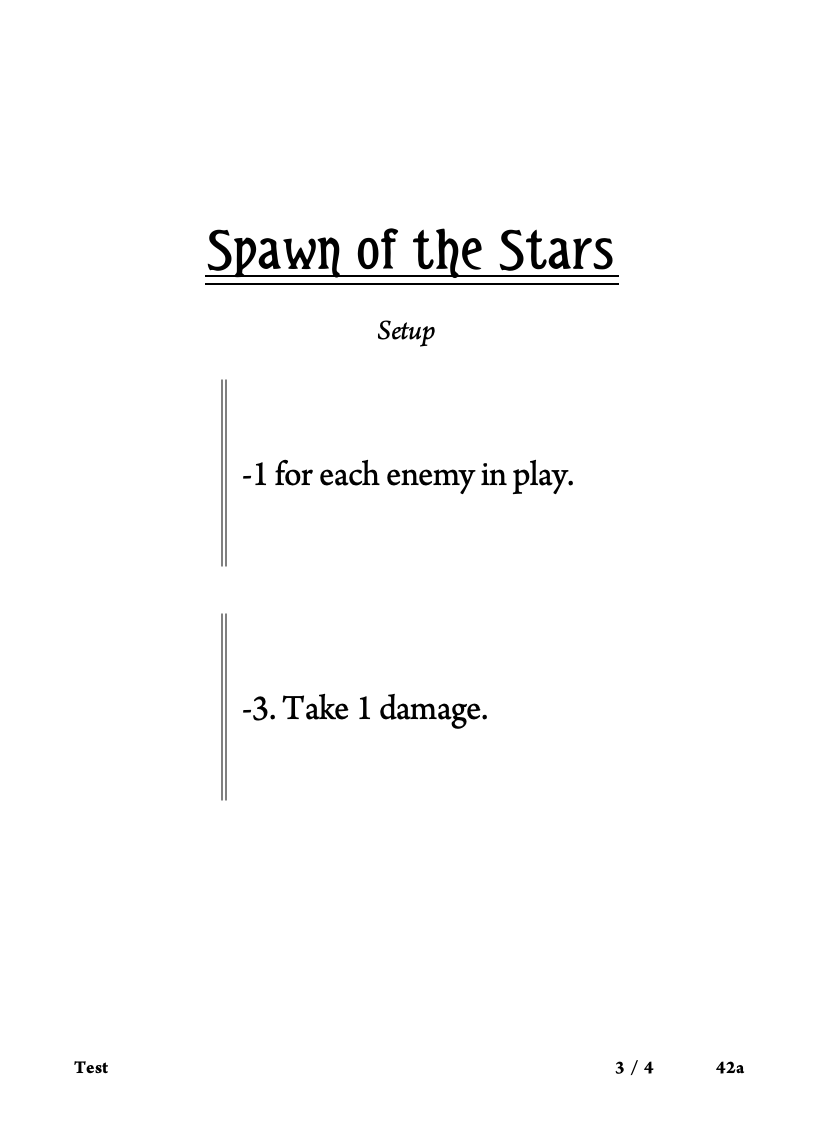 Spawn of the Stars
Setup
-1 for each enemy in play.
-3. Take 1 damage.
Test 3 / 4 42a